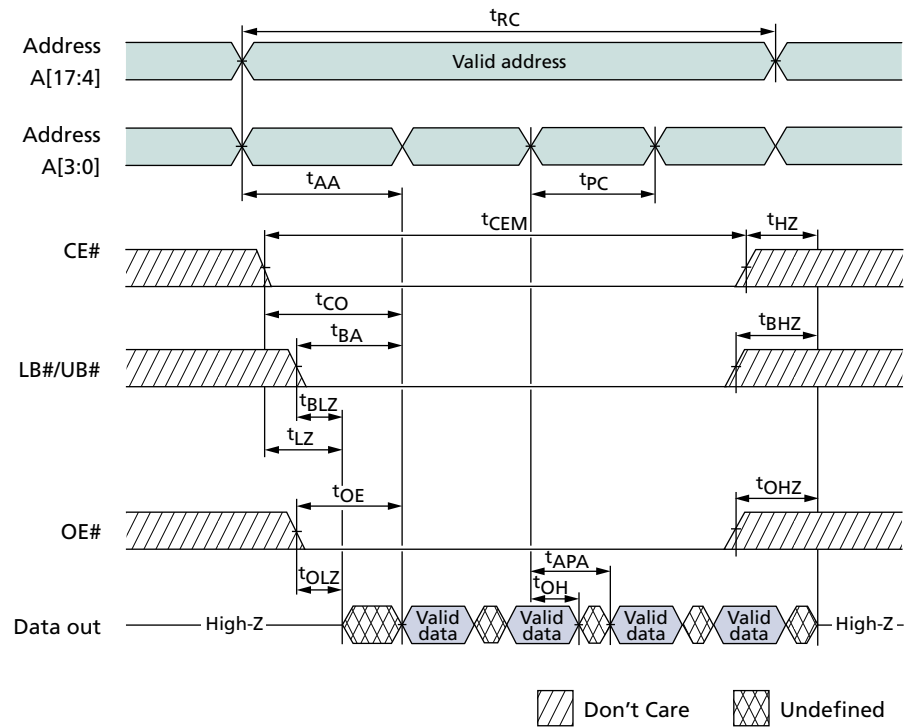 tRC
Address
A[17:4]
Valid address
Address
A[3:0]
tAA
tPC
tCEM
tHZ
CE#
tCO
tBA
tBHZ
LB#/UB#
tBLZ
tLZ
tOE
tOHZ
OE#
tAPA
tOLZ
tOH
Data out
High-Z
Valid
data
Valid
data
Valid
data
Valid
data
High-Z
Don't Care
Undefined